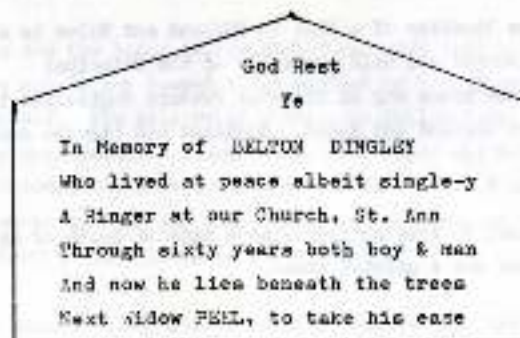 God Rest
Ye
In Memory of BELTON DINGLEY
Who lived at peace albeit single-y
A Ringer at our Church, St. Ann
Through sixty years both boy & man
And now he lies beneath the trees
Next Widow PEEL, to take his ease